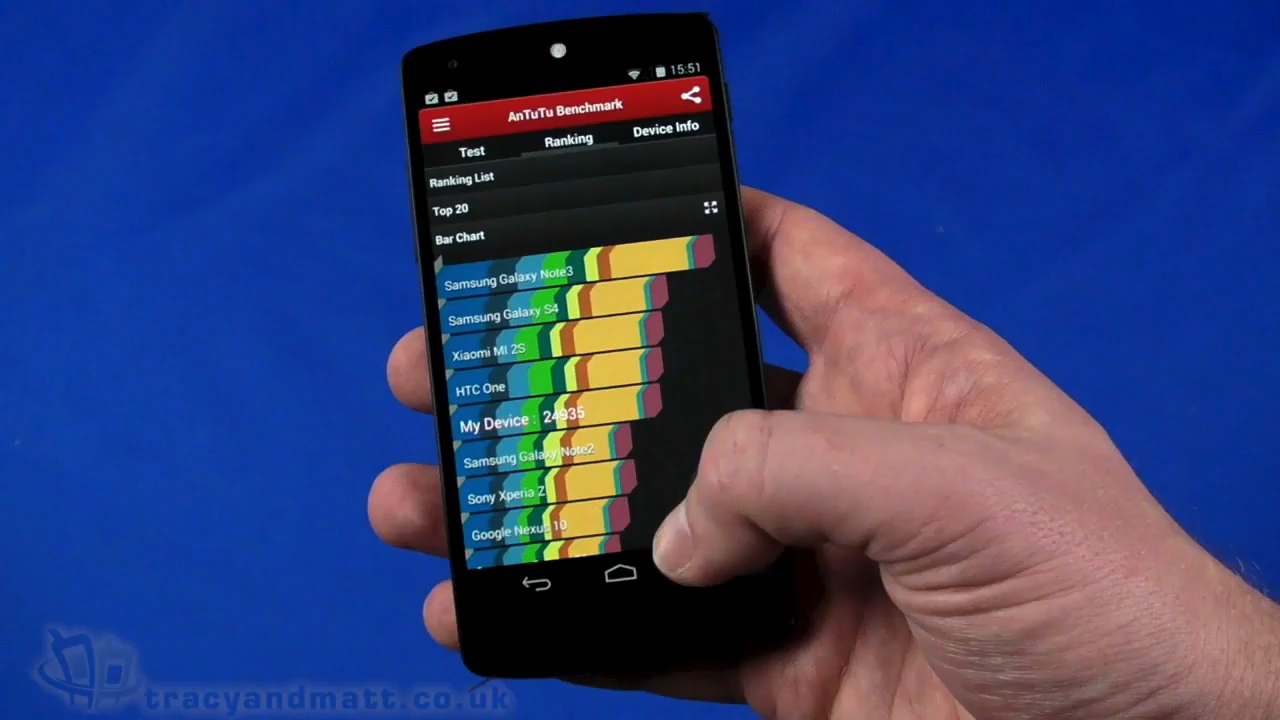 15:51
AnTuTu Benchmark
Test Ranking Device Info
Ranking List
Top 20
Bar Chart
Samsung Galaxy Note3
Samsung Galaxy S4
Xiaomi MI 2S
HTC One
My Device : 24935
Samsung Galaxy Note2
Sony Xperia Z
Google Nexus 10
tracyandmatt.co.uk